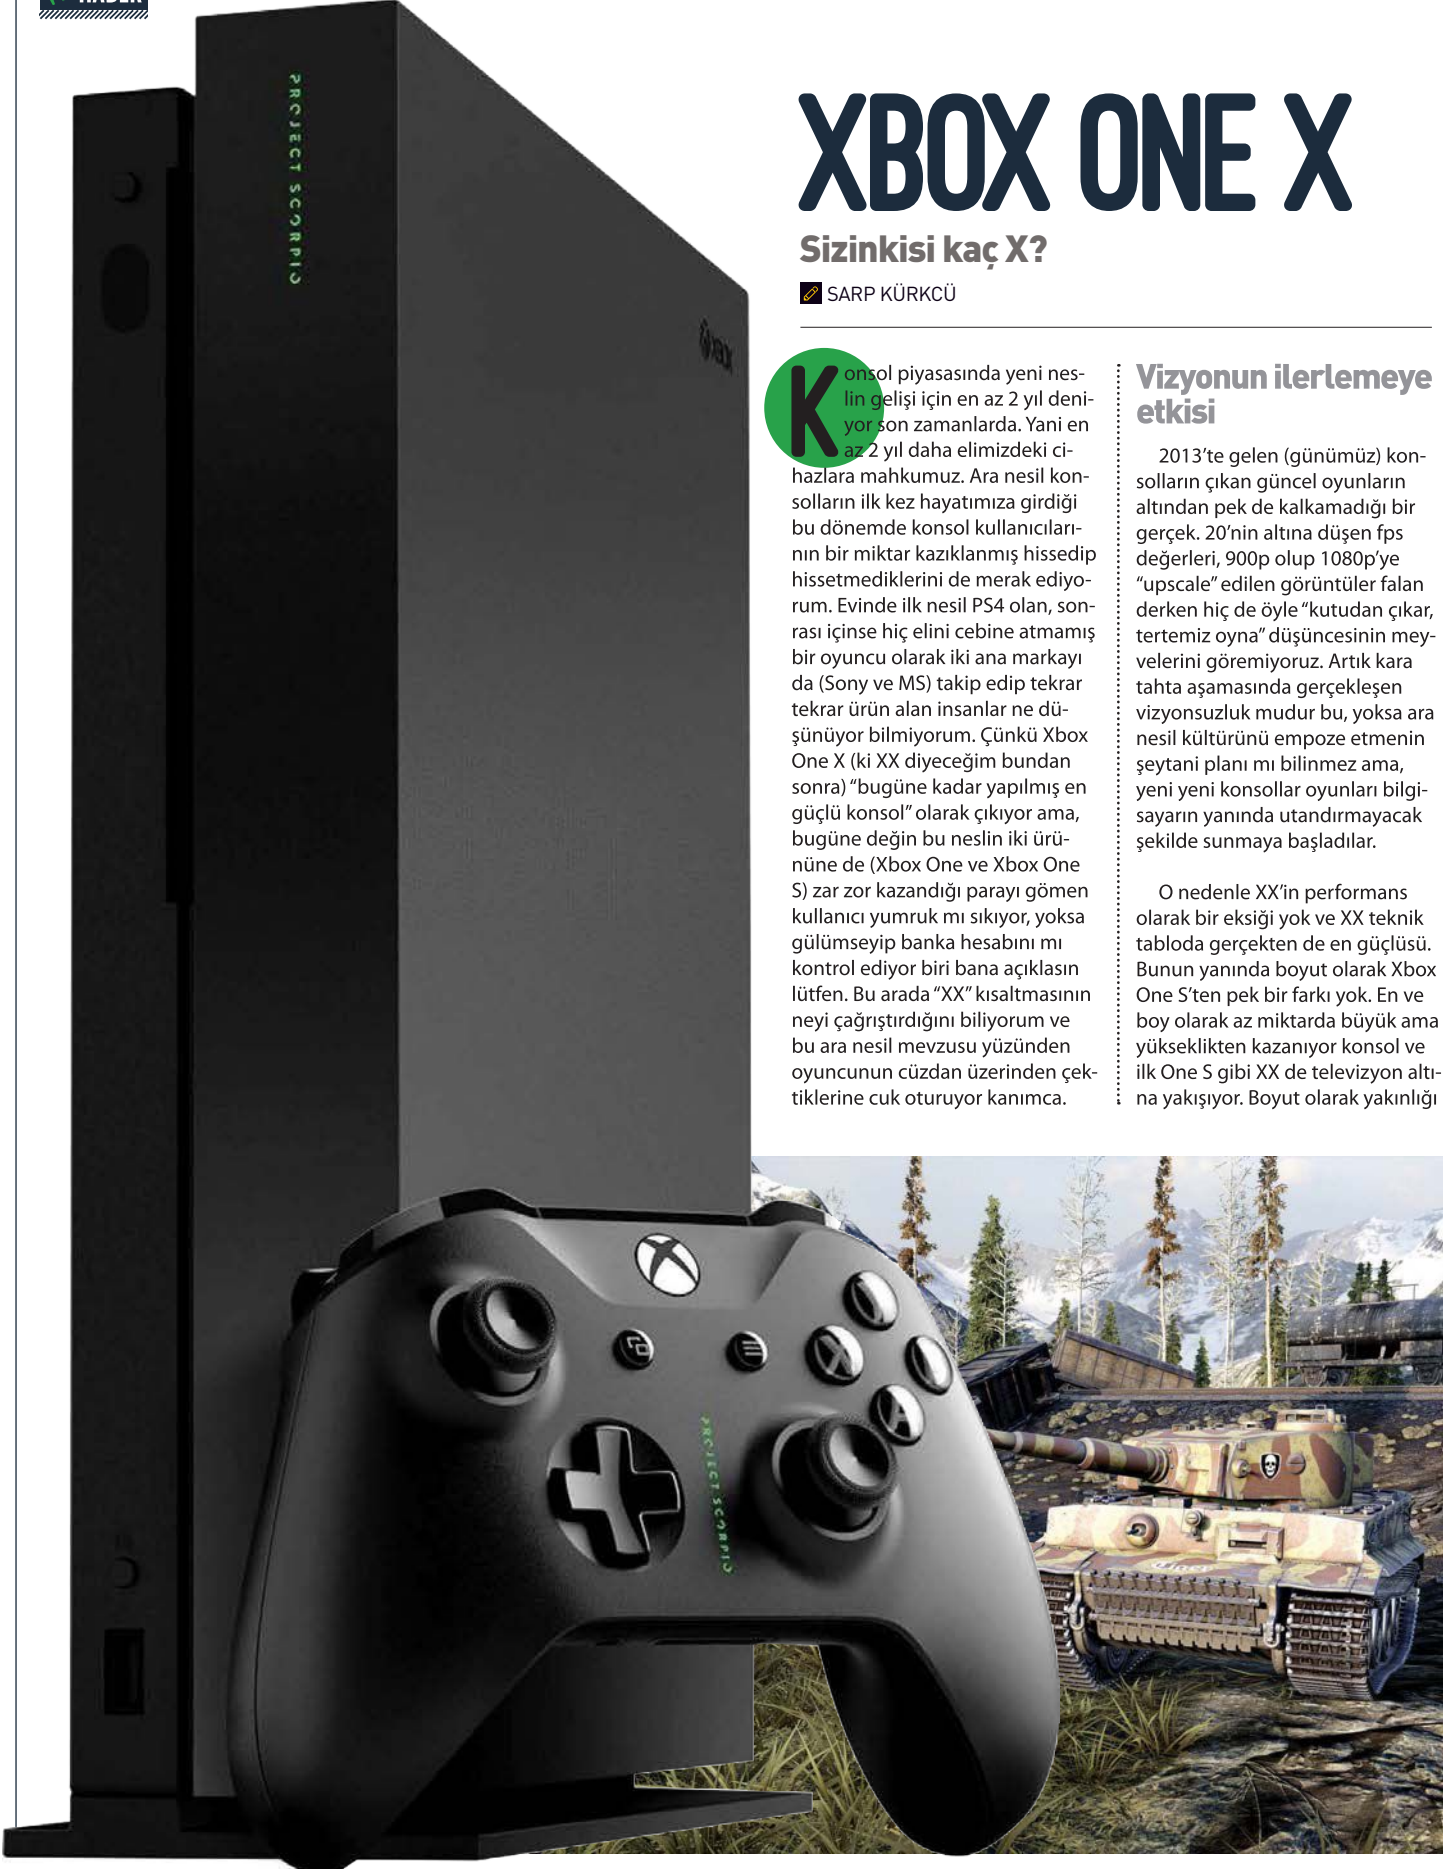 HABER
PROJECT SCORPIO
XBOX
XBOX ONE X
Sizinkisi kaç X?
SARP KÜRKCÜ
Konsol piyasasında yeni nes-
lin gelişi için en az 2 yıl deni-
yor son zamanlarda. Yani en
az 2 yıl daha elimizdeki ci-
hazlara mahkumuz. Ara nesil kon-
solların ilk kez hayatımıza girdiği
bu dönemde konsol kullanıcıları-
nın bir miktar kazıklanmış hissedip
hissetmediklerini de merak ediyo-
rum. Evinde ilk nesil PS4 olan, son-
rası içinse hiç elini cebine atmamış
bir oyuncu olarak iki ana markayı
da (Sony ve MS) takip edip tekrar
tekrar ürün alan insanlar ne dü-
şünüyor bilmiyorum. Çünkü Xbox
One X (ki XX diyeceğim bundan
sonra) “bugüne kadar yapılmış en
güçlü konsol” olarak çıkıyor ama,
bugüne değin bu neslin iki ürü-
nüne de (Xbox One ve Xbox One
S) zar zor kazandığı parayı gömen
kullanıcı yumruk mı sıkıyor, yoksa
gülümseyip banka hesabını mı
kontrol ediyor biri bana açıklasın
lütfen. Bu arada “XX” kısaltmasının
neyi çağrıştırdığını biliyorum ve
bu ara nesil mevzusu yüzünden
oyuncunun cüzdan üzerinden çek-
tiklerine cuk oturuyor kanımca.
Vizyonun ilerlemeye
etkisi
2013’te gelen (günümüz) kon-
solların çıkan güncel oyunların
altından pek de kalkamadığı bir
gerçek. 20’nin altına düşen fps
değerleri, 900p olup 1080p’ye
“upscale” edilen görüntüler falan
derken hiç de öyle “kutudan çıkar,
tertemiz oyna” düşüncesinin mey-
velerini göremiyoruz. Artık kara
tahta aşamasında gerçekleşen
vizyonsuzluk mudur bu, yoksa ara
nesil kültürünü empoze etmenin
şeytani planı mı bilinmez ama,
yeni yeni konsollar oyunları bilgi-
sayarın yanında utandırmayacak
şekilde sunmaya başladılar.
O nedenle XX’in performans
olarak bir eksiği yok ve XX teknik
tabloda gerçekten de en güçlüsü.
Bunun yanında boyut olarak Xbox
One S’ten pek bir farkı yok. En ve
boy olarak az miktarda büyük ama
yükseklikten kazanıyor konsol ve
ilk One S gibi XX de televizyon altı-
na yakışıyor. Boyut olarak yakınlığı
X
A
PROJECT SCORPIO